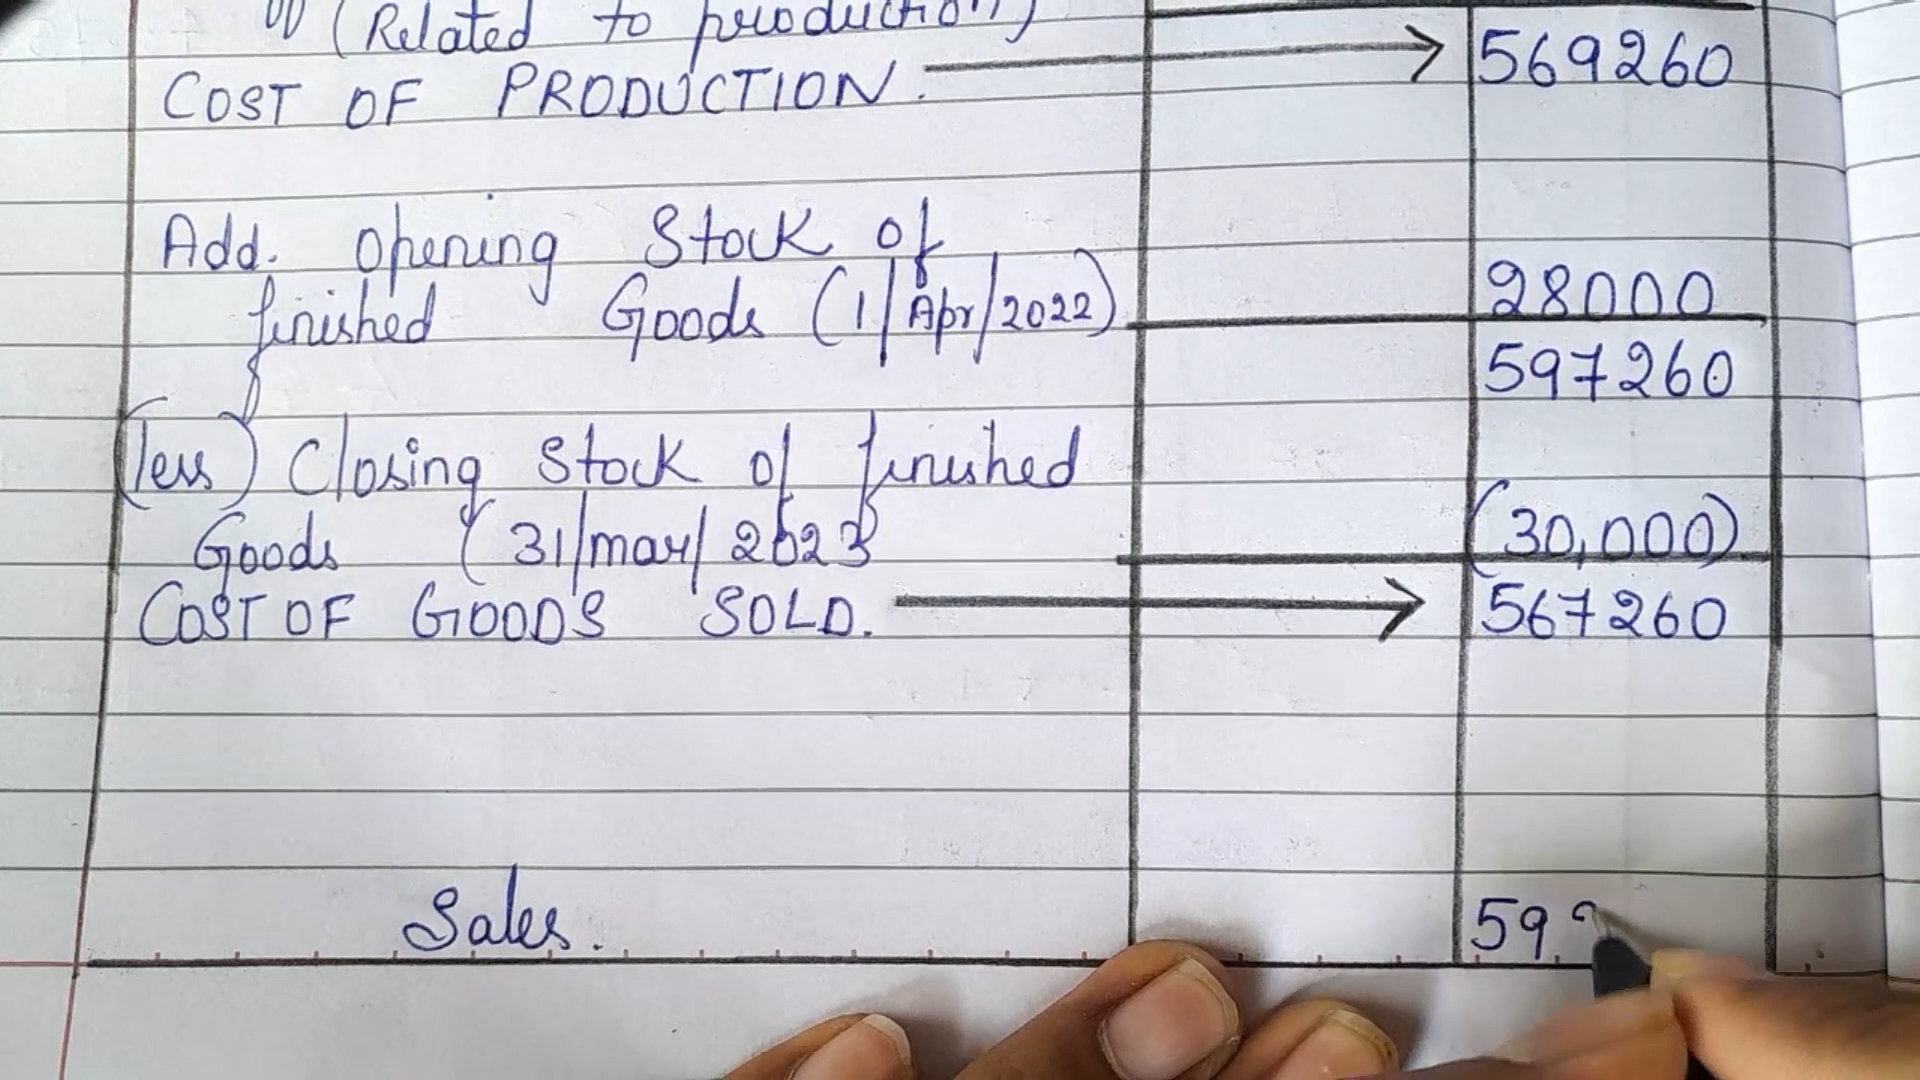 (Related to production)
COST OF PRODUCTION. → 569260
Add. opening Stock of
finished Goods (1/Apr/2022) 28000
597260
(less) Closing Stock of finished
Goods (31/mar/2023 (30,000)
COST OF GOODS SOLD. → 567260
Sales. 59